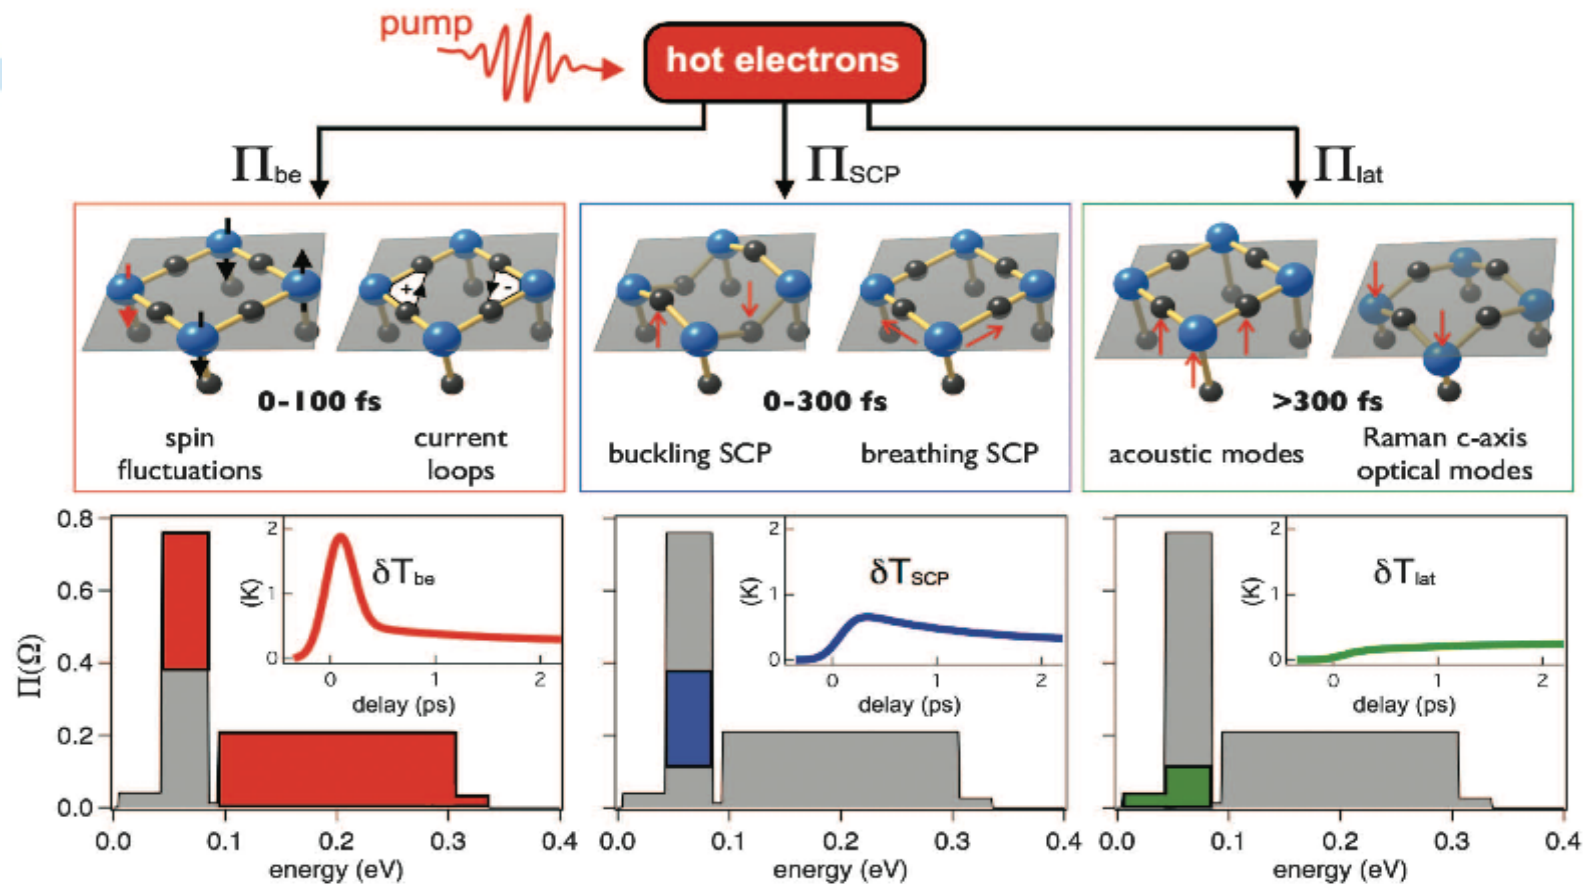 pump
hot electrons
Πbe
ΠSCP
Πlat
+
-
0-100 fs
spin
fluctuations
current
loops
0-300 fs
buckling SCP
breathing SCP
>300 fs
acoustic modes
Raman c-axis
optical modes
Π(Ω)
0.8
0.6
0.4
0.2
0.0
0.0 0.1 0.2 0.3 0.4
energy (eV)
(K)
2
1
0
δTbe
0 1 2
delay (ps)
0.0 0.1 0.2 0.3 0.4
energy (eV)
(K)
2
1
0
δTSCP
0 1 2
delay (ps)
0.0 0.1 0.2 0.3 0.4
energy (eV)
(K)
2
1
0
δTlat
0 1 2
delay (ps)